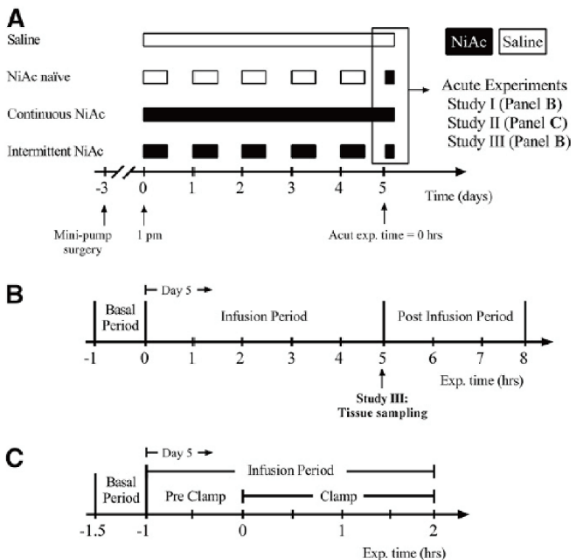 A
Saline
NiAc naïve
Continuous NiAc
Intermittent NiAc
NiAc Saline
Acute Experiments
Study I (Panel B)
Study II (Panel C)
Study III (Panel B)
-3 0 1 2 3 4 5
Time (days)
Mini-pump
surgery
1 pm
Acut exp. time = 0 hrs
B
Day 5
Basal
Period
Infusion Period
Post Infusion Period
-1 0 1 2 3 4 5 6 7 8
Exp. time (hrs)
Study III:
Tissue sampling
C
Day 5
Basal
Period
Infusion Period
Pre Clamp
Clamp
-1.5 -1 0 1 2
Exp. time (hrs)